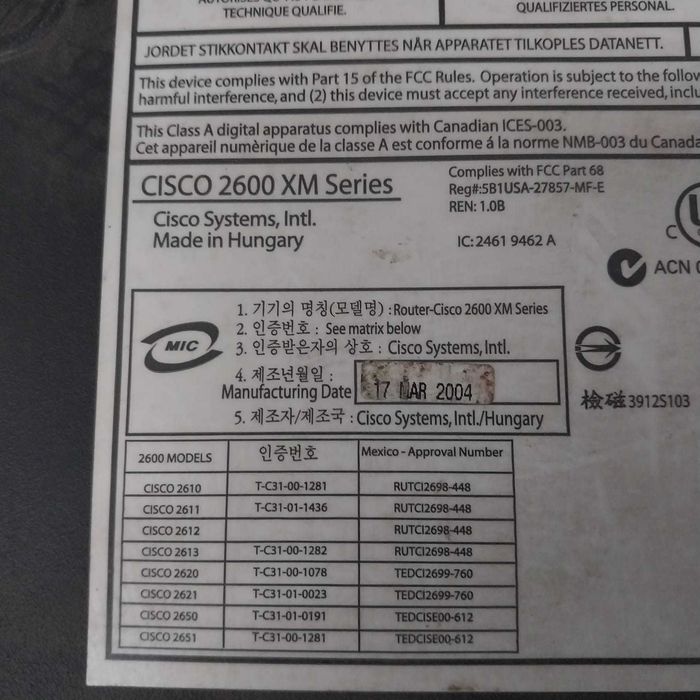 TECHNIQUE QUALIFIE.
QUALIFIZIERTES PERSONAL.
JORDET STIKKONTAKT SKAL BENYTTES NÅR APPARATET TILKOPLES DATANETT.
This device complies with Part 15 of the FCC Rules. Operation is subject to the
harmful interference, and (2) this device must accept any interference received,
This Class A digital apparatus complies with Canadian ICES-003.
Cet appareil numèrique de la classe A est conforme á la norme NMB-003 du Canada
CISCO 2600 XM Series
Cisco Systems, Intl.
Made in Hungary
Complies with FCC Part 68
Reg#:5B1USA-27857-MF-E
REN: 1.0B
IC: 2461 9462 A
C
ACN
MIC
1. 기기의 명칭(모델명) : Router-Cisco 2600 XM Series
2. 인증번호 : See matrix below
3. 인증받은자의 상호 : Cisco Systems, Intl.
4. 제조년월일 :
Manufacturing Date 17 MAR 2004
5. 제조자/제조국 : Cisco Systems, Intl./Hungary
檢磁 3912S103
2600 MODELS 인증번호 Mexico - Approval Number
CISCO 2610 T-C31-00-1281 RUTCI2698-448
CISCO 2611 T-C31-01-1436 RUTCI2698-448
CISCO 2612 RUTCI2698-448
CISCO 2613 T-C31-00-1282 RUTCI2698-448
CISCO 2620 T-C31-00-1078 TEDCI2699-760
CISCO 2621 T-C31-01-0023 TEDCI2699-760
CISCO 2650 T-C31-01-0191 TEDCISE00-612
CISCO 2651 T-C31-00-1281 TEDCISE00-612